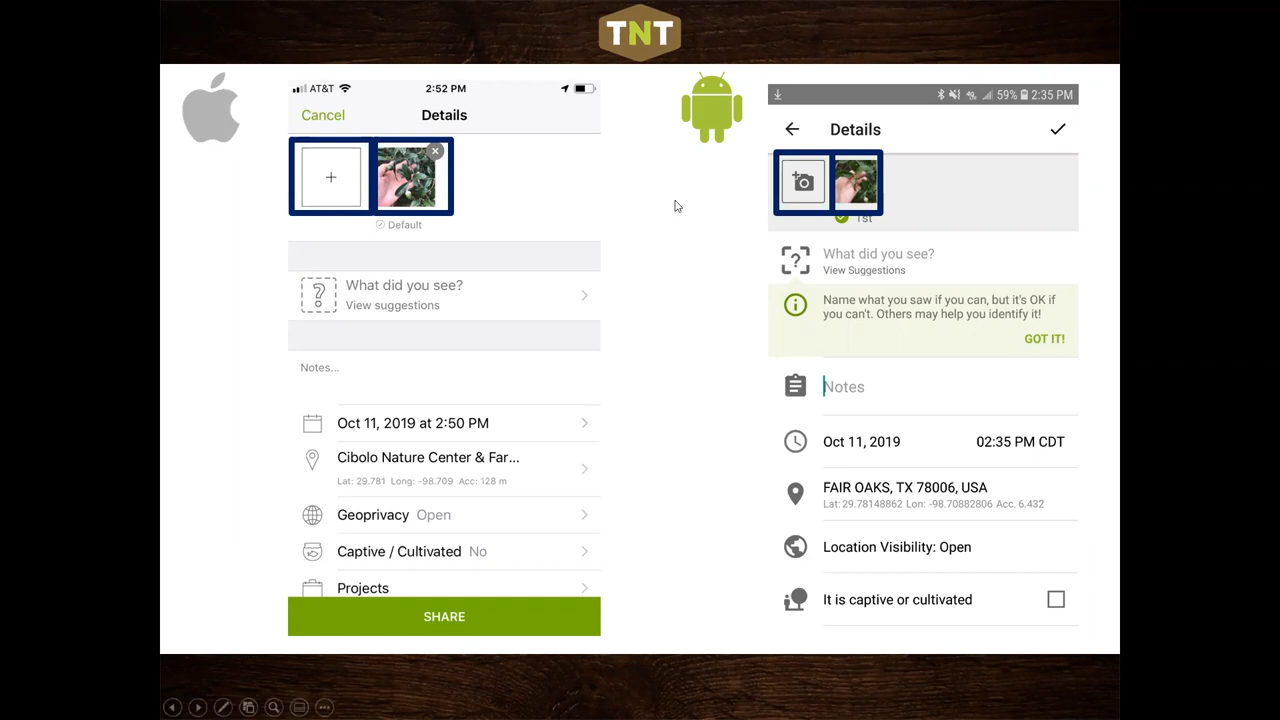 TNT
AT&T 2:52 PM
Cancel Details
+
Default
?
What did you see?
View suggestions
Notes...
Oct 11, 2019 at 2:50 PM
Cibolo Nature Center & Far...
Lat: 29.781 Long: -98.709 Acc: 128 m
Geoprivacy Open
Captive / Cultivated No
Projects
SHARE
59% 2:35 PM
Details
1st
?
What did you see?
View Suggestions
Name what you saw if you can, but it's OK if
you can't. Others may help you identify it!
GOT IT!
Notes
Oct 11, 2019 02:35 PM CDT
FAIR OAKS, TX 78006, USA
Lat: 29.78148862 Lon: -98.70882806 Acc. 6.432
Location Visibility: Open
It is captive or cultivated